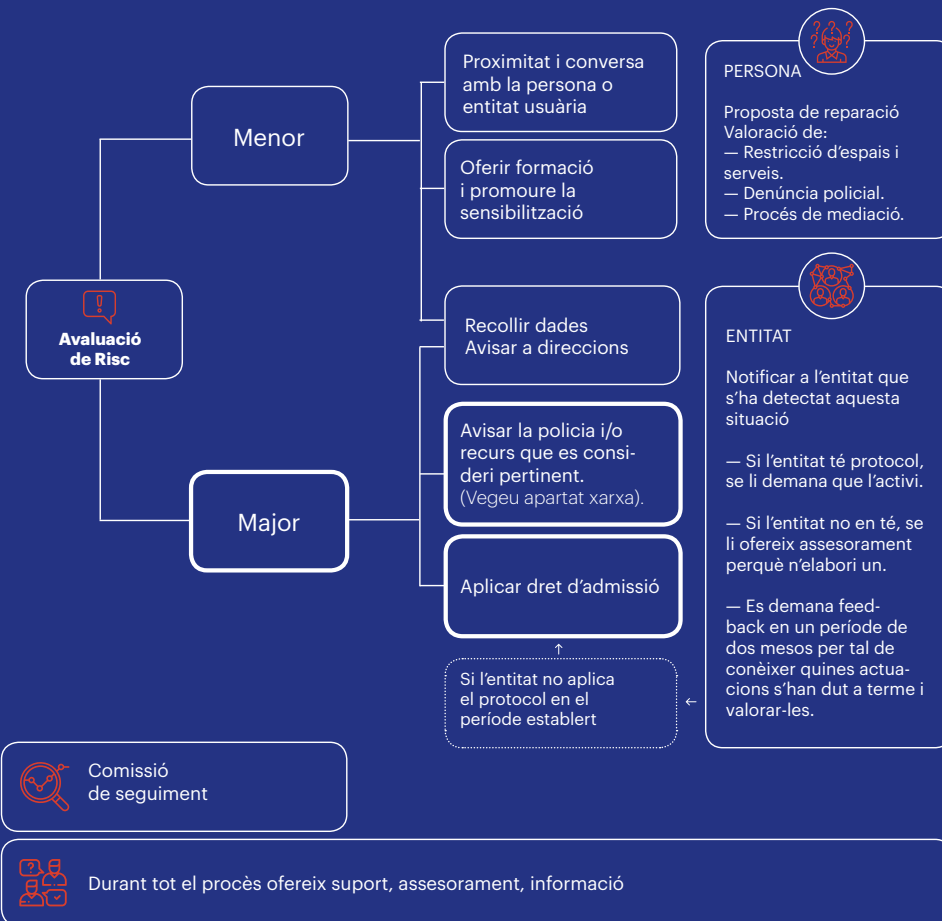 Avaluació
de Risc
Menor
Major
Proximitat i conversa
amb la persona o
entitat usuària
Oferir formació
i promoure la
sensibilització
Recollir dades
Avisar a direccions
Avisar la policia i/o
recurs que es consi-
deri pertinent.
(Vegeu apartat xarxa).
Aplicar dret d'admissió
Si l'entitat no aplica
el protocol en el
període establert
PERSONA
Proposta de reparació
Valoració de:
— Restricció d'espais i
serveis.
— Denúncia policial.
— Procés de mediació.
ENTITAT
Notificar a l'entitat que
s'ha detectat aquesta
situació
— Si l'entitat té protocol,
se li demana que l'activi.
— Si l'entitat no en té, se
li ofereix assesorament
perquè n'elabori un.
— Es demana feed-
back en un període de
dos mesos per tal de
conèixer quines actua-
cions s'han dut a terme i
valorar-les.
Comissió
de seguiment
Durant tot el procès ofereix suport, assesorament, informació